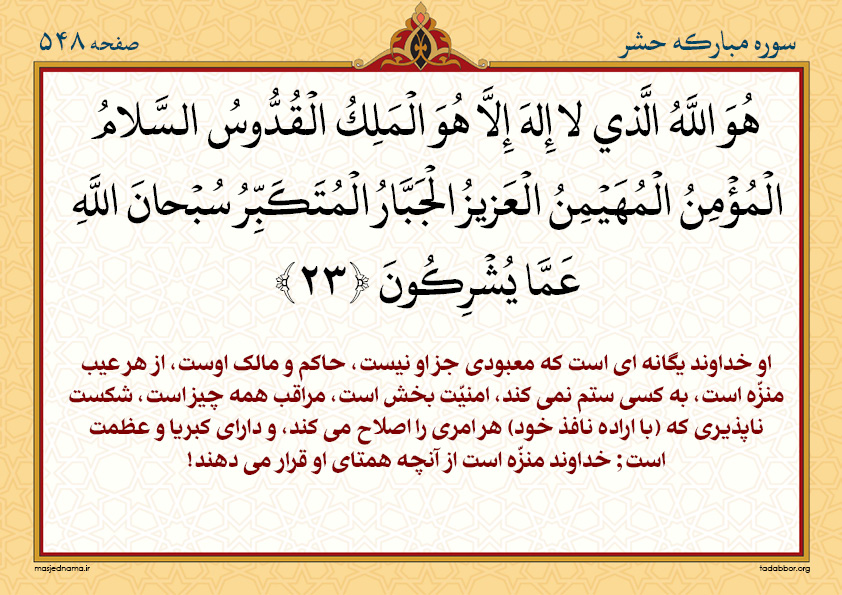 سوره مبارکه حشر
صفحه ۵۴۸
هُوَ اللَّهُ الَّذي لا إِلهَ إِلاَّ هُوَ الْمَلِكُ الْقُدُّوسُ السَّلامُ
الْمُؤْمِنُ الْمُهَيْمِنُ الْعَزيزُ الْجَبَّارُ الْمُتَكَبِّرُ سُبْحانَ اللَّهِ
عَمَّا يُشْرِكُونَ ﴿۲۳﴾
او خداوند یگانه ای است که معبودی جز او نیست، حاکم و مالک اوست، از هر عیب
منزّه است، به کسی ستم نمی کند، امنیّت بخش است، مراقب همه چیز است، شکست
ناپذیری که (با اراده نافذ خود) هر امری را اصلاح می کند، و دارای کبریا و عظمت
است; خداوند منزّه است از آنچه همتای او قرار می دهند!
masjednama.ir
tadabbor.org